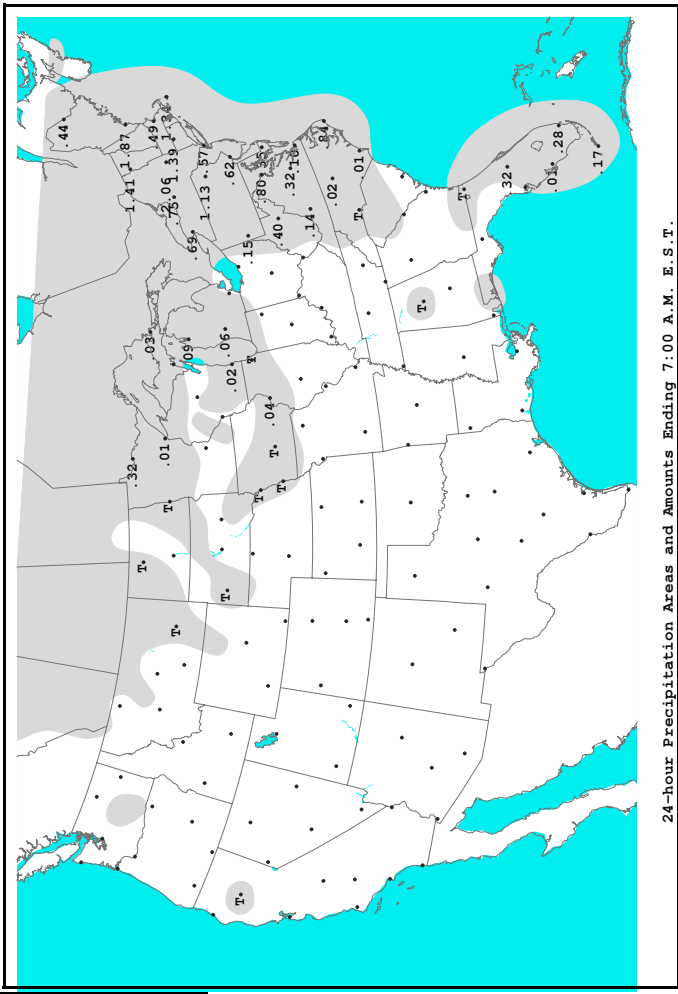 .44
1.87
1.41
.32
T
.03
.49
.01
2.06
T
1.39
.75
T
.09
.69
.57
1.13
.06
T
.62
.02
T
.15
T
T
.80
.35
.04
T
.40
T
.32
.10
.14
.84
.02
T
.01
T
T
.32
.01
.28
.17
24-hour Precipitation Areas and Amounts Ending 7:00 A.M. E.S.T.